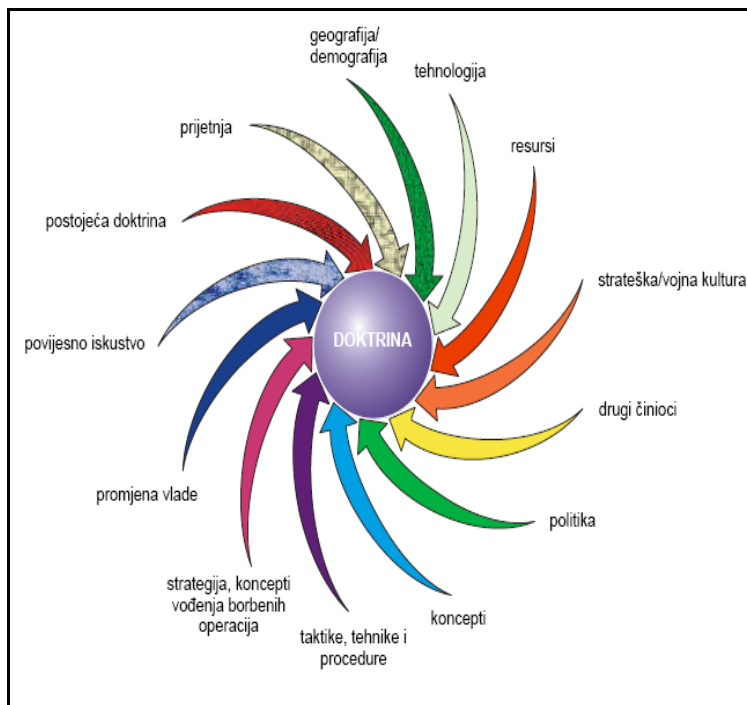 geografija/
demografija
tehnologija
prijetnja
resursi
postojeća doktrina
strateška/vojna kultura
povijesno iskustvo
DOKTRINA
drugi činioci
promjena vlade
politika
strategija, koncepti
vođenja borbenih
operacija
koncepti
taktike, tehnike i
procedure